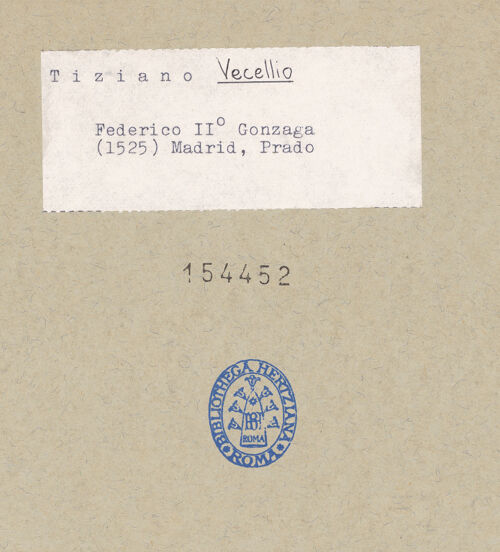 Tiziano Vecellio
Federico II° Gonzaga
(1525) Madrid, Prado
154452
BIBLIOTHECA HERTZIANA
ROMA
ROMA